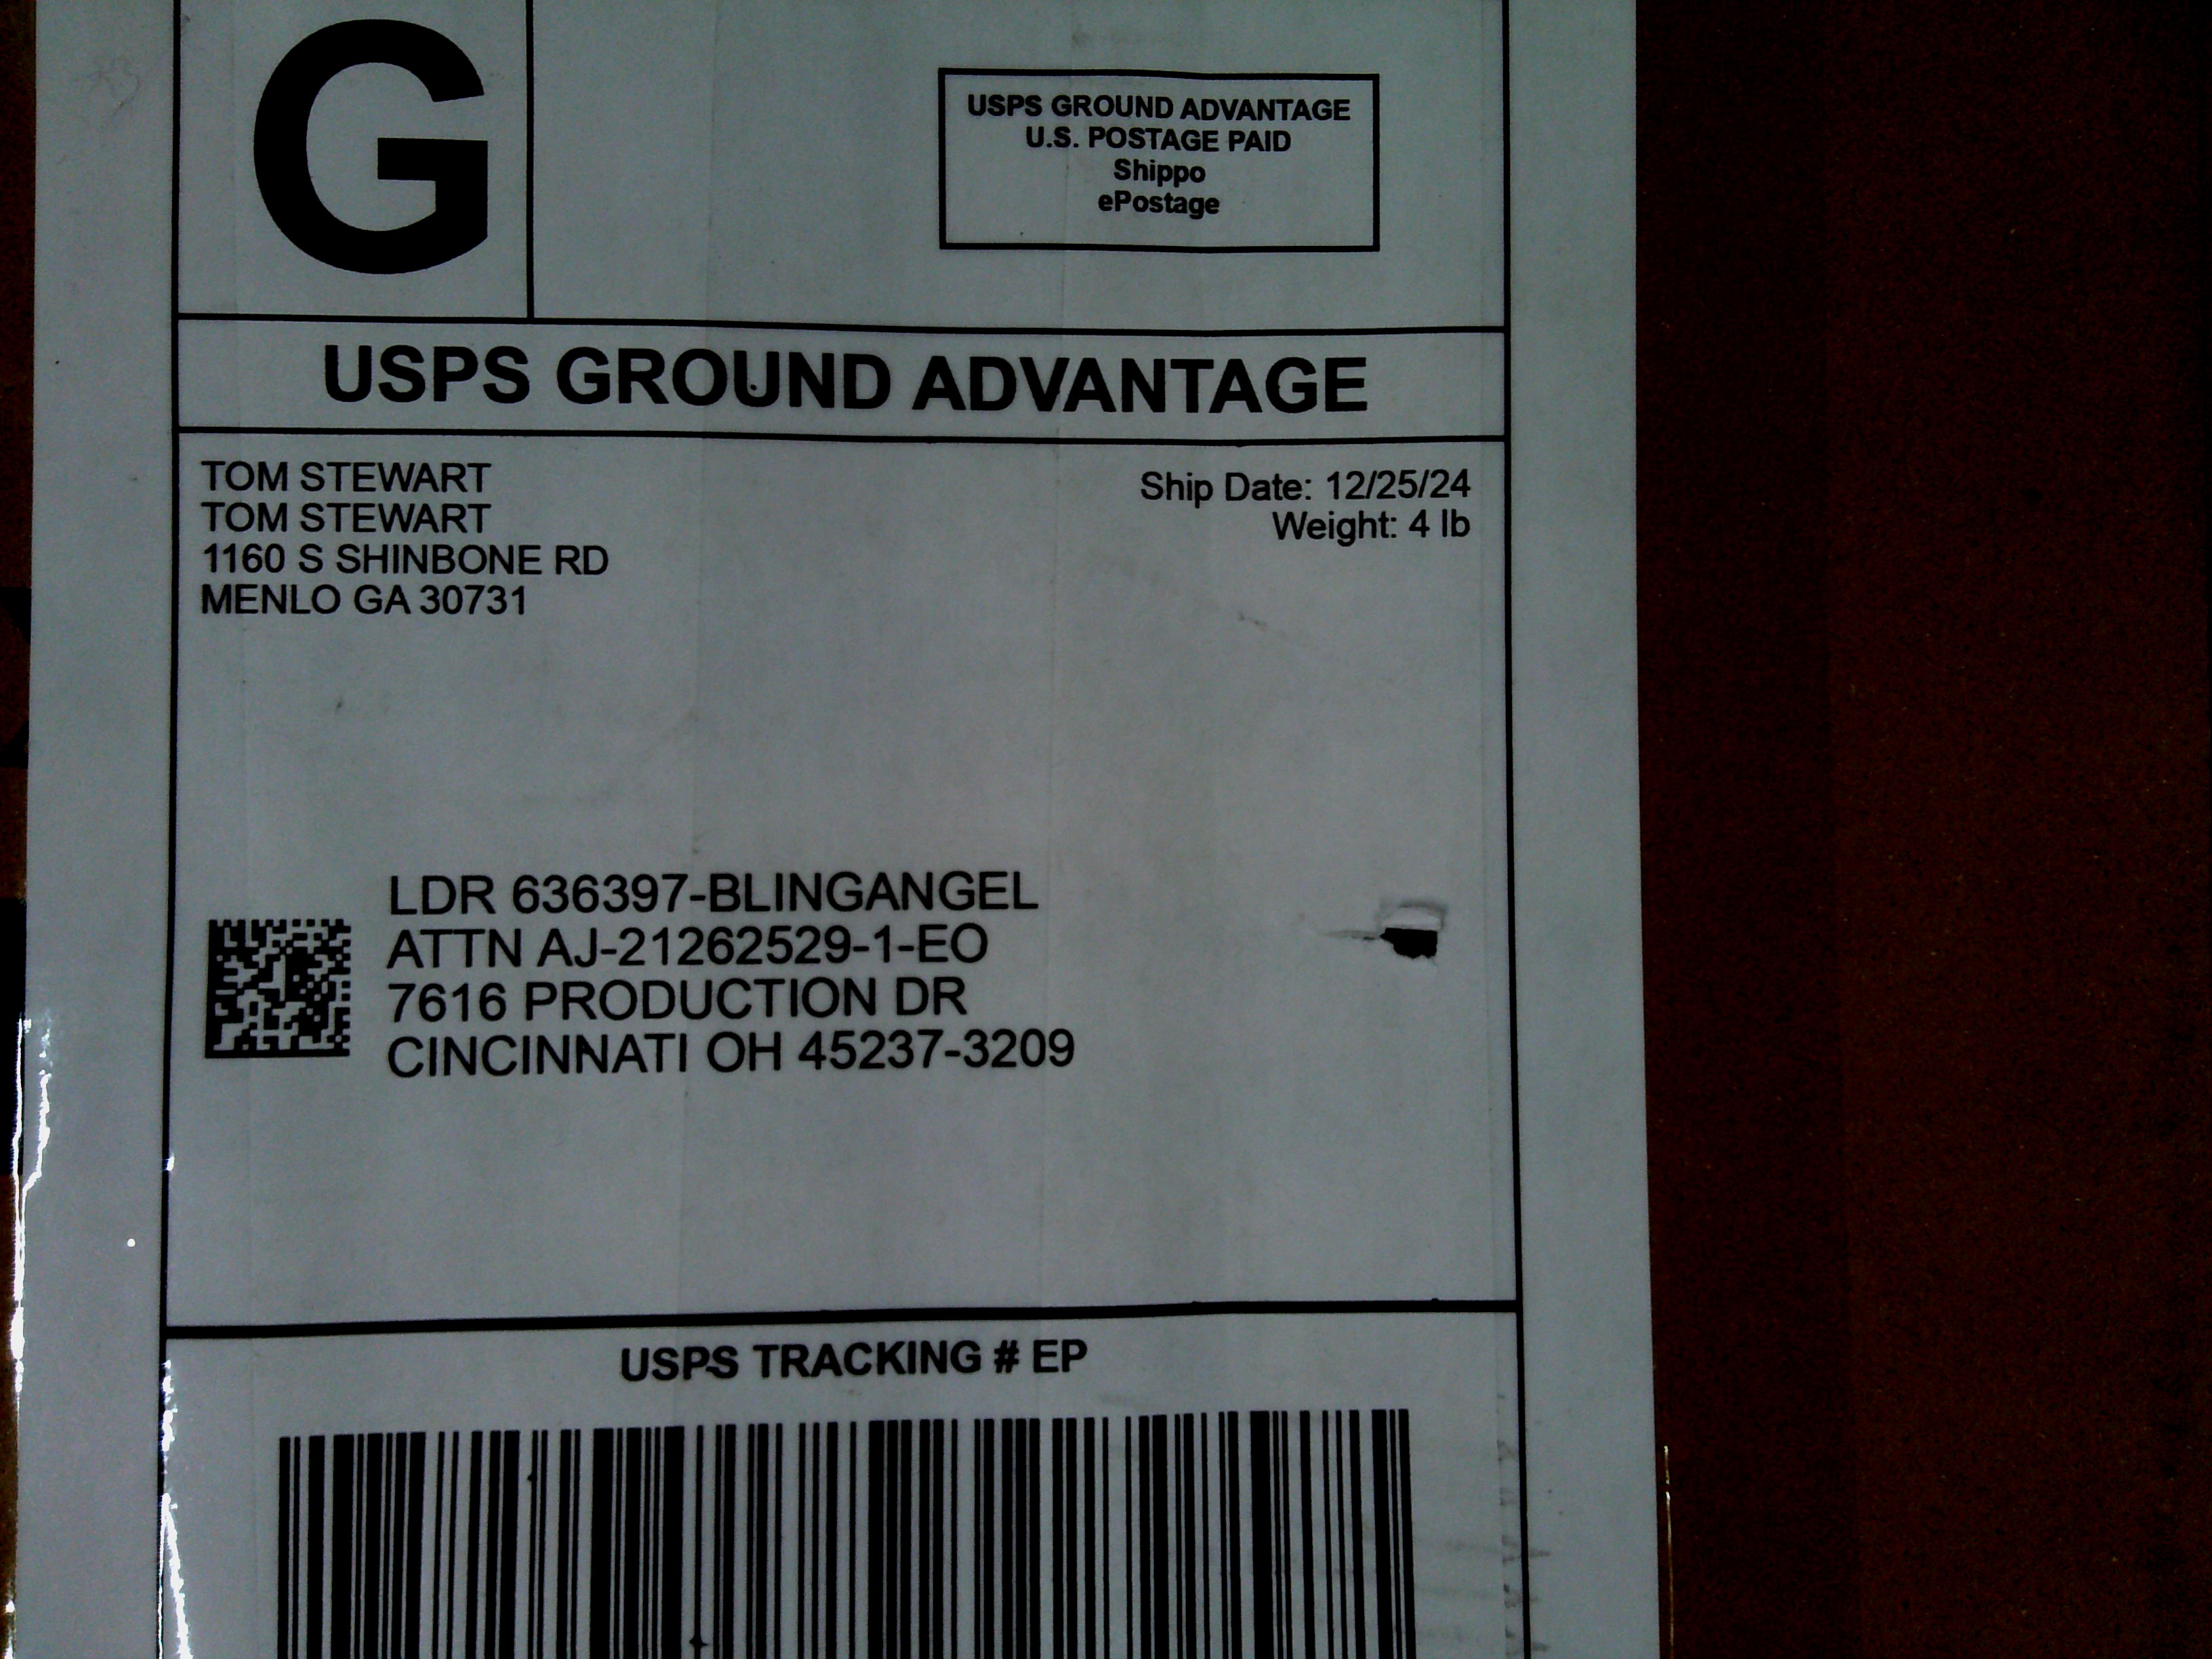 G
USPS GROUND ADVANTAGE
U.S. POSTAGE PAID
Shippo
ePostage
USPS GROUND ADVANTAGE
TOM STEWART
TOM STEWART
1160 S SHINBONE RD
MENLO GA 30731
Ship Date: 12/25/24
Weight: 4 lb
LDR 636397-BLINGANGEL
ATTN AJ-21262529-1-EO
7616 PRODUCTION DR
CINCINNATI OH 45237-3209
USPS TRACKING # EP